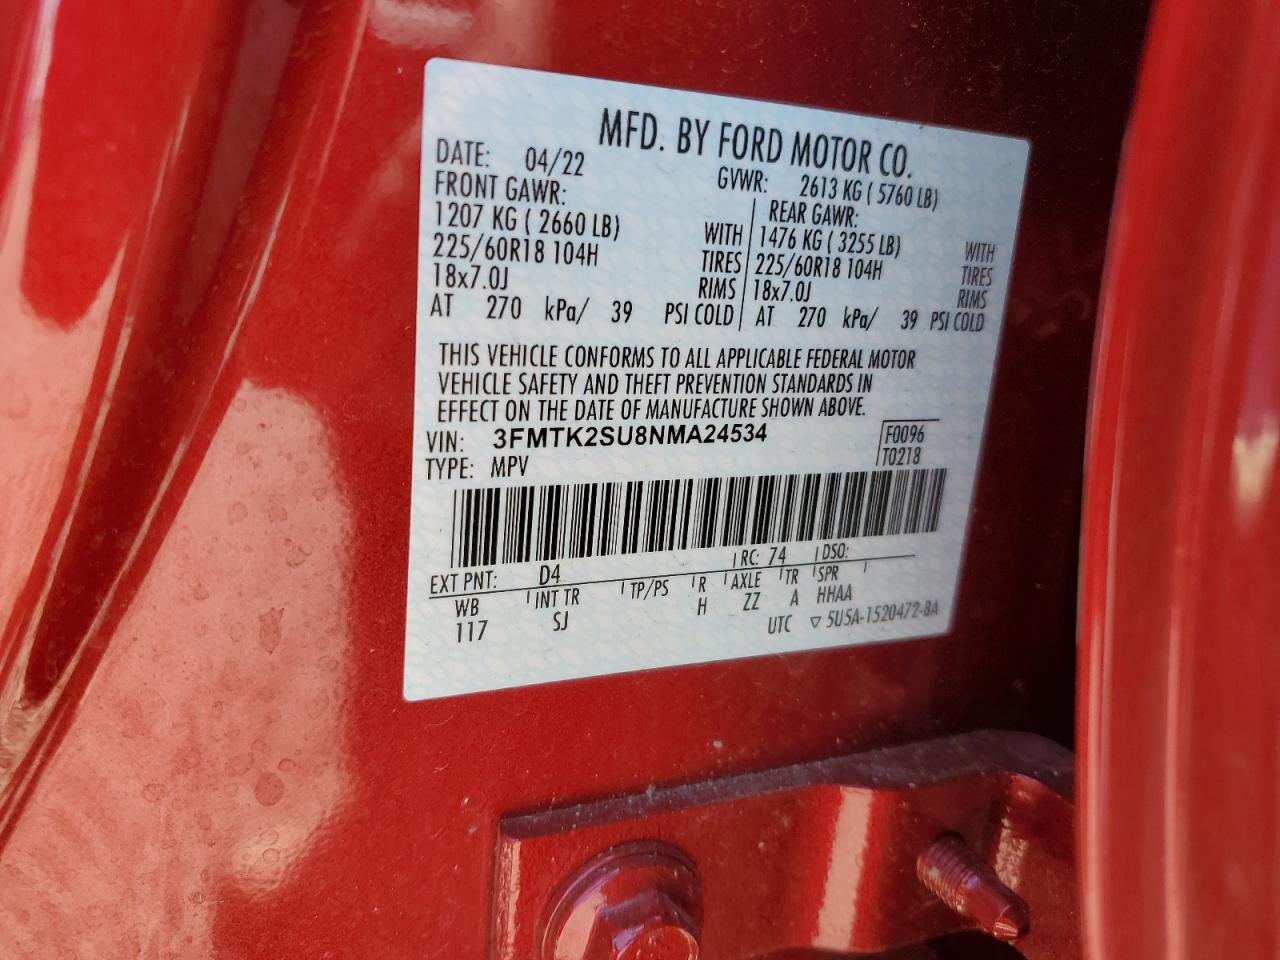 MFD. BY FORD MOTOR CO.
DATE: 04/22 GVWR: 2613 KG ( 5760 LB)
FRONT GAWR: REAR GAWR:
1207 KG ( 2660 LB) WITH 1476 KG ( 3255 LB) WITH
225/60R18 104H TIRES 225/60R18 104H TIRES
18x7.0J RIMS 18x7.0J RIMS
AT 270 kPa/ 39 PSI COLD AT 270 kPa/ 39 PSI COLD
THIS VEHICLE CONFORMS TO ALL APPLICABLE FEDERAL MOTOR
VEHICLE SAFETY AND THEFT PREVENTION STANDARDS IN
EFFECT ON THE DATE OF MANUFACTURE SHOWN ABOVE.
VIN: 3FMTK2SU8NMA24534 F0096
TYPE: MPV T0218
EXT PNT: D4 RC: 74 DSO:
WB INT TR TP/PS R AXLE TR SPR
117 SJ H ZZ A HHAA
UTC ▽ 5U5A-1520472-BA